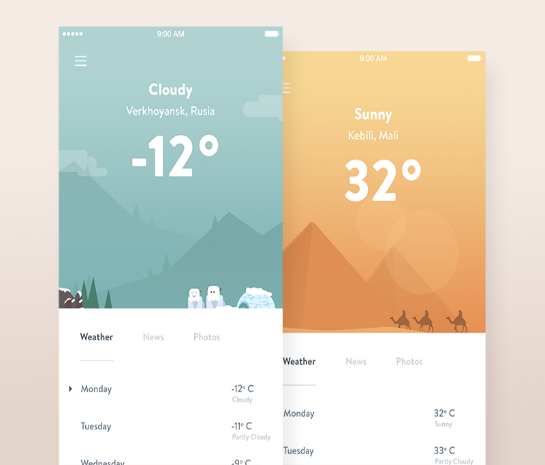 9:00 AM
Cloudy
Verkhoyansk, Rusia
-12°
Weather
News
Photos
Monday
-12° C
Cloudy
Tuesday
-11° C
Partly Cloudy
Wednesday
-9° C
9:00 AM
Sunny
Kebili, Mali
32°
Weather
News
Photos
Monday
32° C
Sunny
Tuesday
33° C
Partly Cloudy